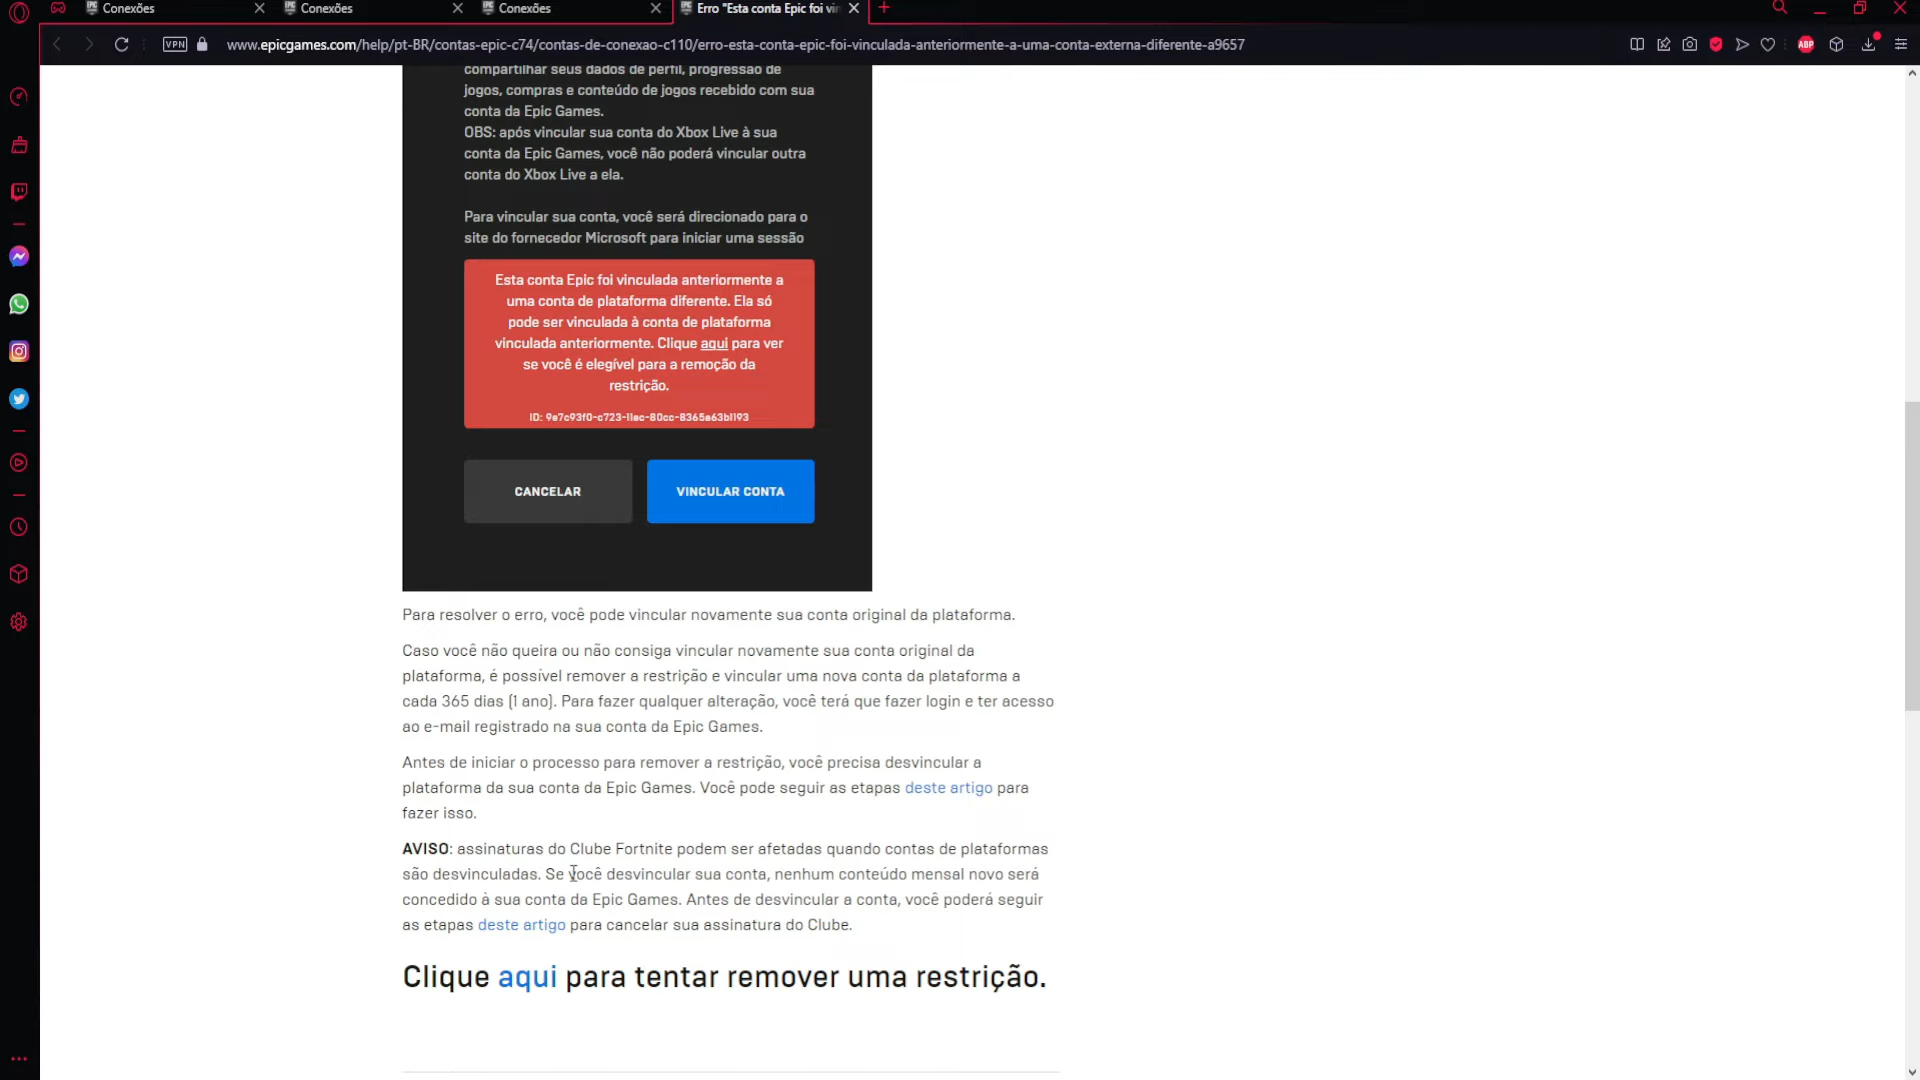 Conexões
Conexões
Conexões
Erro "Esta conta Epic foi vin
VPN
www.epicgames.com/help/pt-BR/contas-epic-c74/contas-de-conexao-c110/erro-esta-conta-epic-foi-vinculada-anteriormente-a-uma-conta-externa-diferente-a9657
ABP
compartilhar seus dados de perfil, progressão de
jogos, compras e conteúdo de jogos recebido com sua
conta da Epic Games.
OBS: após vincular sua conta do Xbox Live à sua
conta da Epic Games, você não poderá vincular outra
conta do Xbox Live a ela.
Para vincular sua conta, você será direcionado para o
site do fornecedor Microsoft para iniciar uma sessão
Esta conta Epic foi vinculada anteriormente a
uma conta de plataforma diferente. Ela só
pode ser vinculada à conta de plataforma
vinculada anteriormente. Clique aqui para ver
se você é elegível para a remoção da
restrição.
ID: 9e7c93f0-c723-11ec-80cc-8365e63b1193
CANCELAR
VINCULAR CONTA
Para resolver o erro, você pode vincular novamente sua conta original da plataforma.
Caso você não queira ou não consiga vincular novamente sua conta original da
plataforma, é possível remover a restrição e vincular uma nova conta da plataforma a
cada 365 dias (1 ano). Para fazer qualquer alteração, você terá que fazer login e ter acesso
ao e-mail registrado na sua conta da Epic Games.
Antes de iniciar o processo para remover a restrição, você precisa desvincular a
plataforma da sua conta da Epic Games. Você pode seguir as etapas deste artigo para
fazer isso.
AVISO: assinaturas do Clube Fortnite podem ser afetadas quando contas de plataformas
são desvinculadas. Se você desvincular sua conta, nenhum conteúdo mensal novo será
concedido à sua conta da Epic Games. Antes de desvincular a conta, você poderá seguir
as etapas deste artigo para cancelar sua assinatura do Clube.
Clique aqui para tentar remover uma restrição.